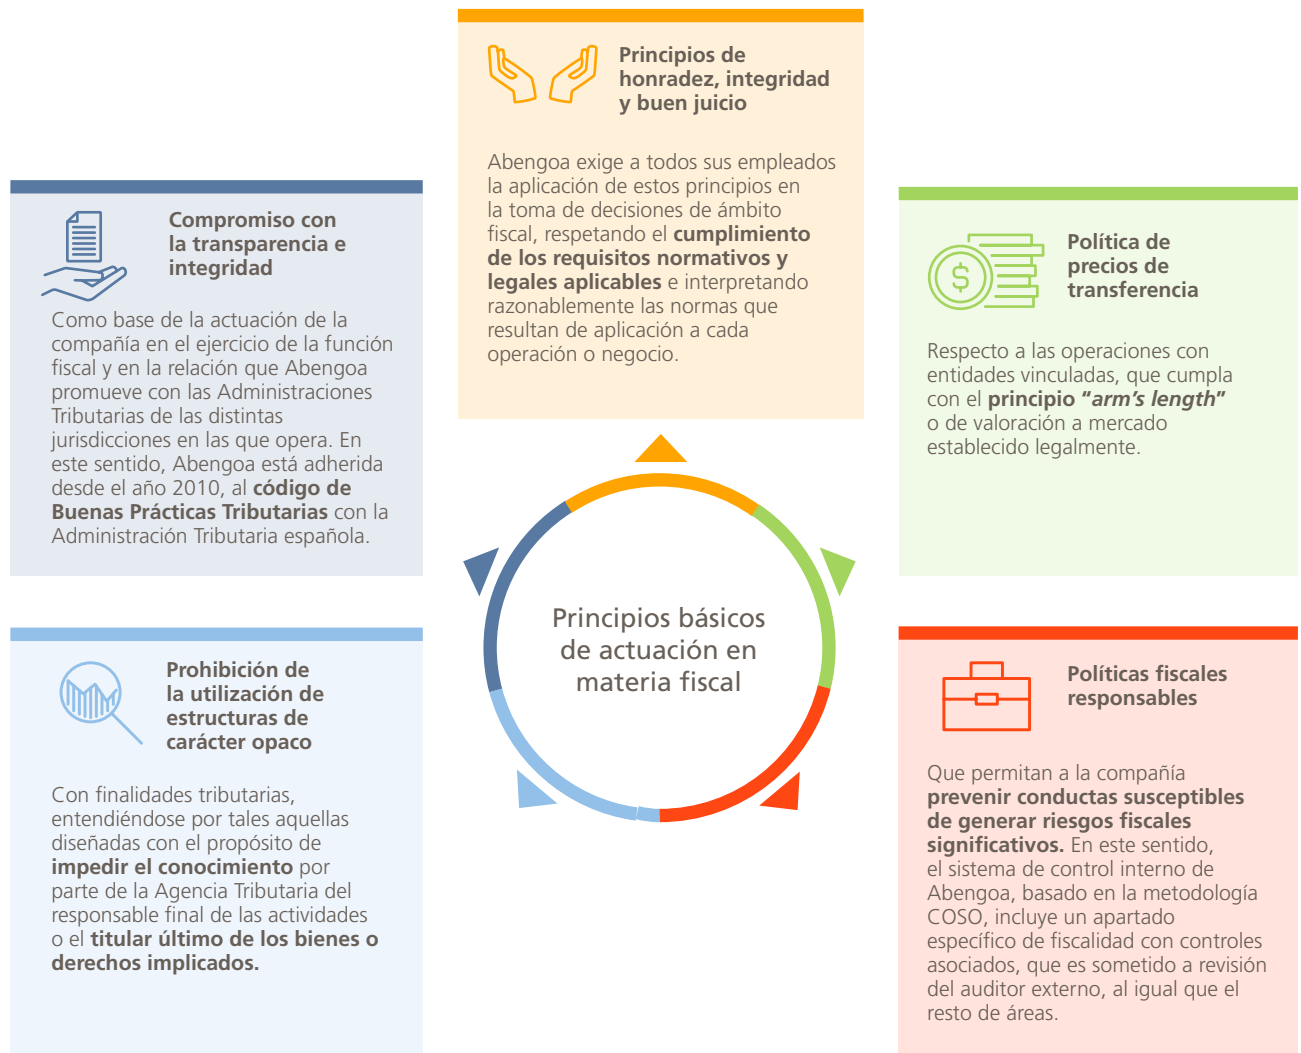 Principios de
honradez, integridad
y buen juicio
Abengoa exige a todos sus empleados
la aplicación de estos principios en
la toma de decisiones de ámbito
fiscal, respetando el cumplimiento
de los requisitos normativos y
legales aplicables e interpretando
razonablemente las normas que
resultan de aplicación a cada
operación o negocio.
Compromiso con
la transparencia e
integridad
Como base de la actuación de la
compañía en el ejercicio de la función
fiscal y en la relación que Abengoa
promueve con las Administraciones
Tributarias de las distintas
jurisdicciones en las que opera. En
este sentido, Abengoa está adherida
desde el año 2010, al código de
Buenas Prácticas Tributarias con la
Administración Tributaria española.
$
Política de
precios de
transferencia
Respecto a las operaciones con
entidades vinculadas, que cumpla
con el principio "arm's length"
o de valoración a mercado
establecido legalmente.
Principios básicos
de actuación en
materia fiscal
Prohibición de
la utilización de
estructuras de
carácter opaco
Con finalidades tributarias,
entendiéndose por tales aquellas
diseñadas con el propósito de
impedir el conocimiento por
parte de la Agencia Tributaria del
responsable final de las actividades
o el titular último de los bienes o
derechos implicados.
Políticas fiscales
responsables
Que permitan a la compañía
prevenir conductas susceptibles
de generar riesgos fiscales
significativos. En este sentido,
el sistema de control interno de
Abengoa, basado en la metodología
COSO, incluye un apartado
específico de fiscalidad con controles
asociados, que es sometido a revisión
del auditor externo, al igual que el
resto de áreas.